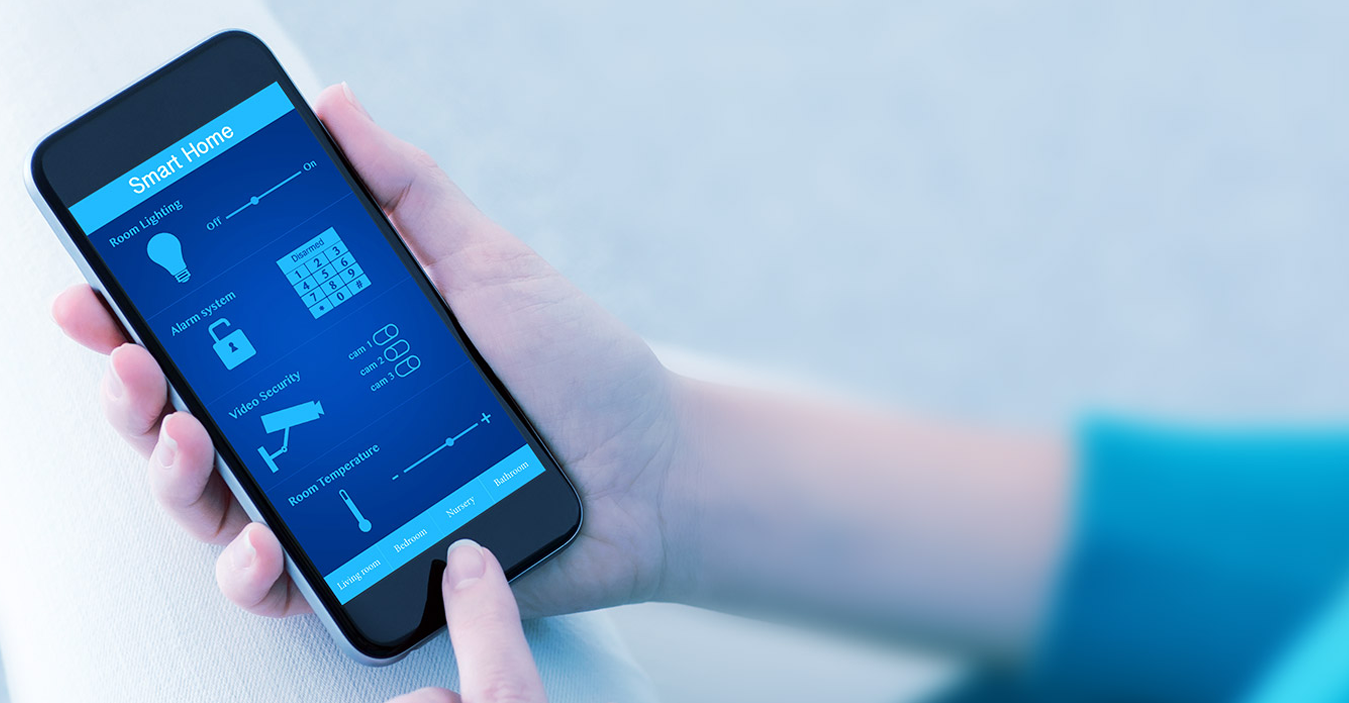 Smart Home
Room Lighting
Off On
Alarm system
Disarmed
1 2 3
4 5 6
7 8 9
* 0 #
Video Security
cam 1
cam 2
cam 3
Room Temperature
- +
Living room Bedroom Nursery Bathroom